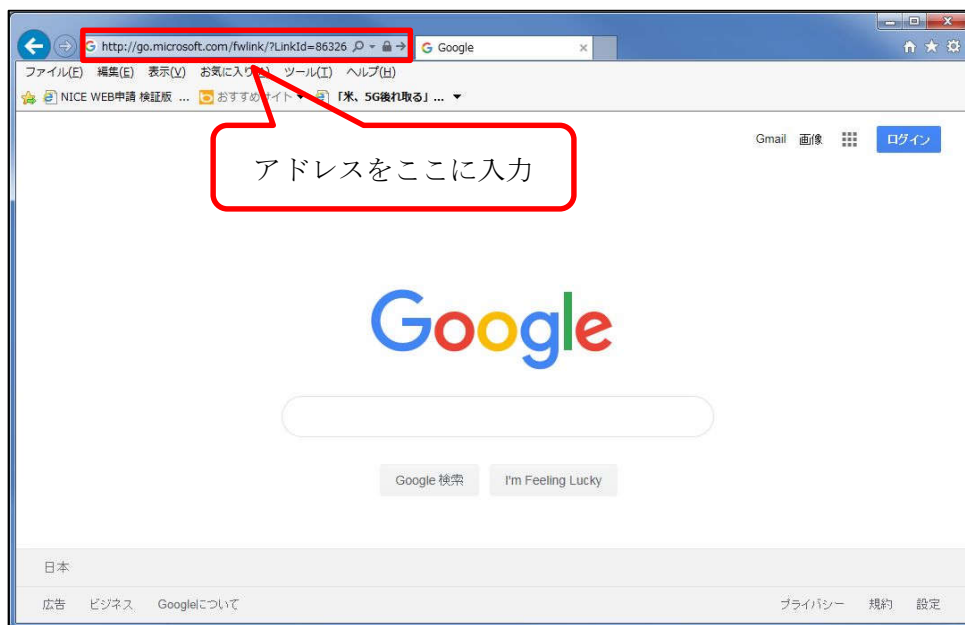 http://go.microsoft.com/fwlink/?LinkId=86326 Google
ファイル(F) 編集(E) 表示(V) お気に入り ツール(T) ヘルプ(H)
NICE WEB申請 検証版 ... おすすめサイト 「米、5G後れ取る」 ...
アドレスをここに入力
Gmail 画像 ログイン
Google
Google 検索 I'm Feeling Lucky
日本
広告 ビジネス Googleについて プライバシー 規約 設定